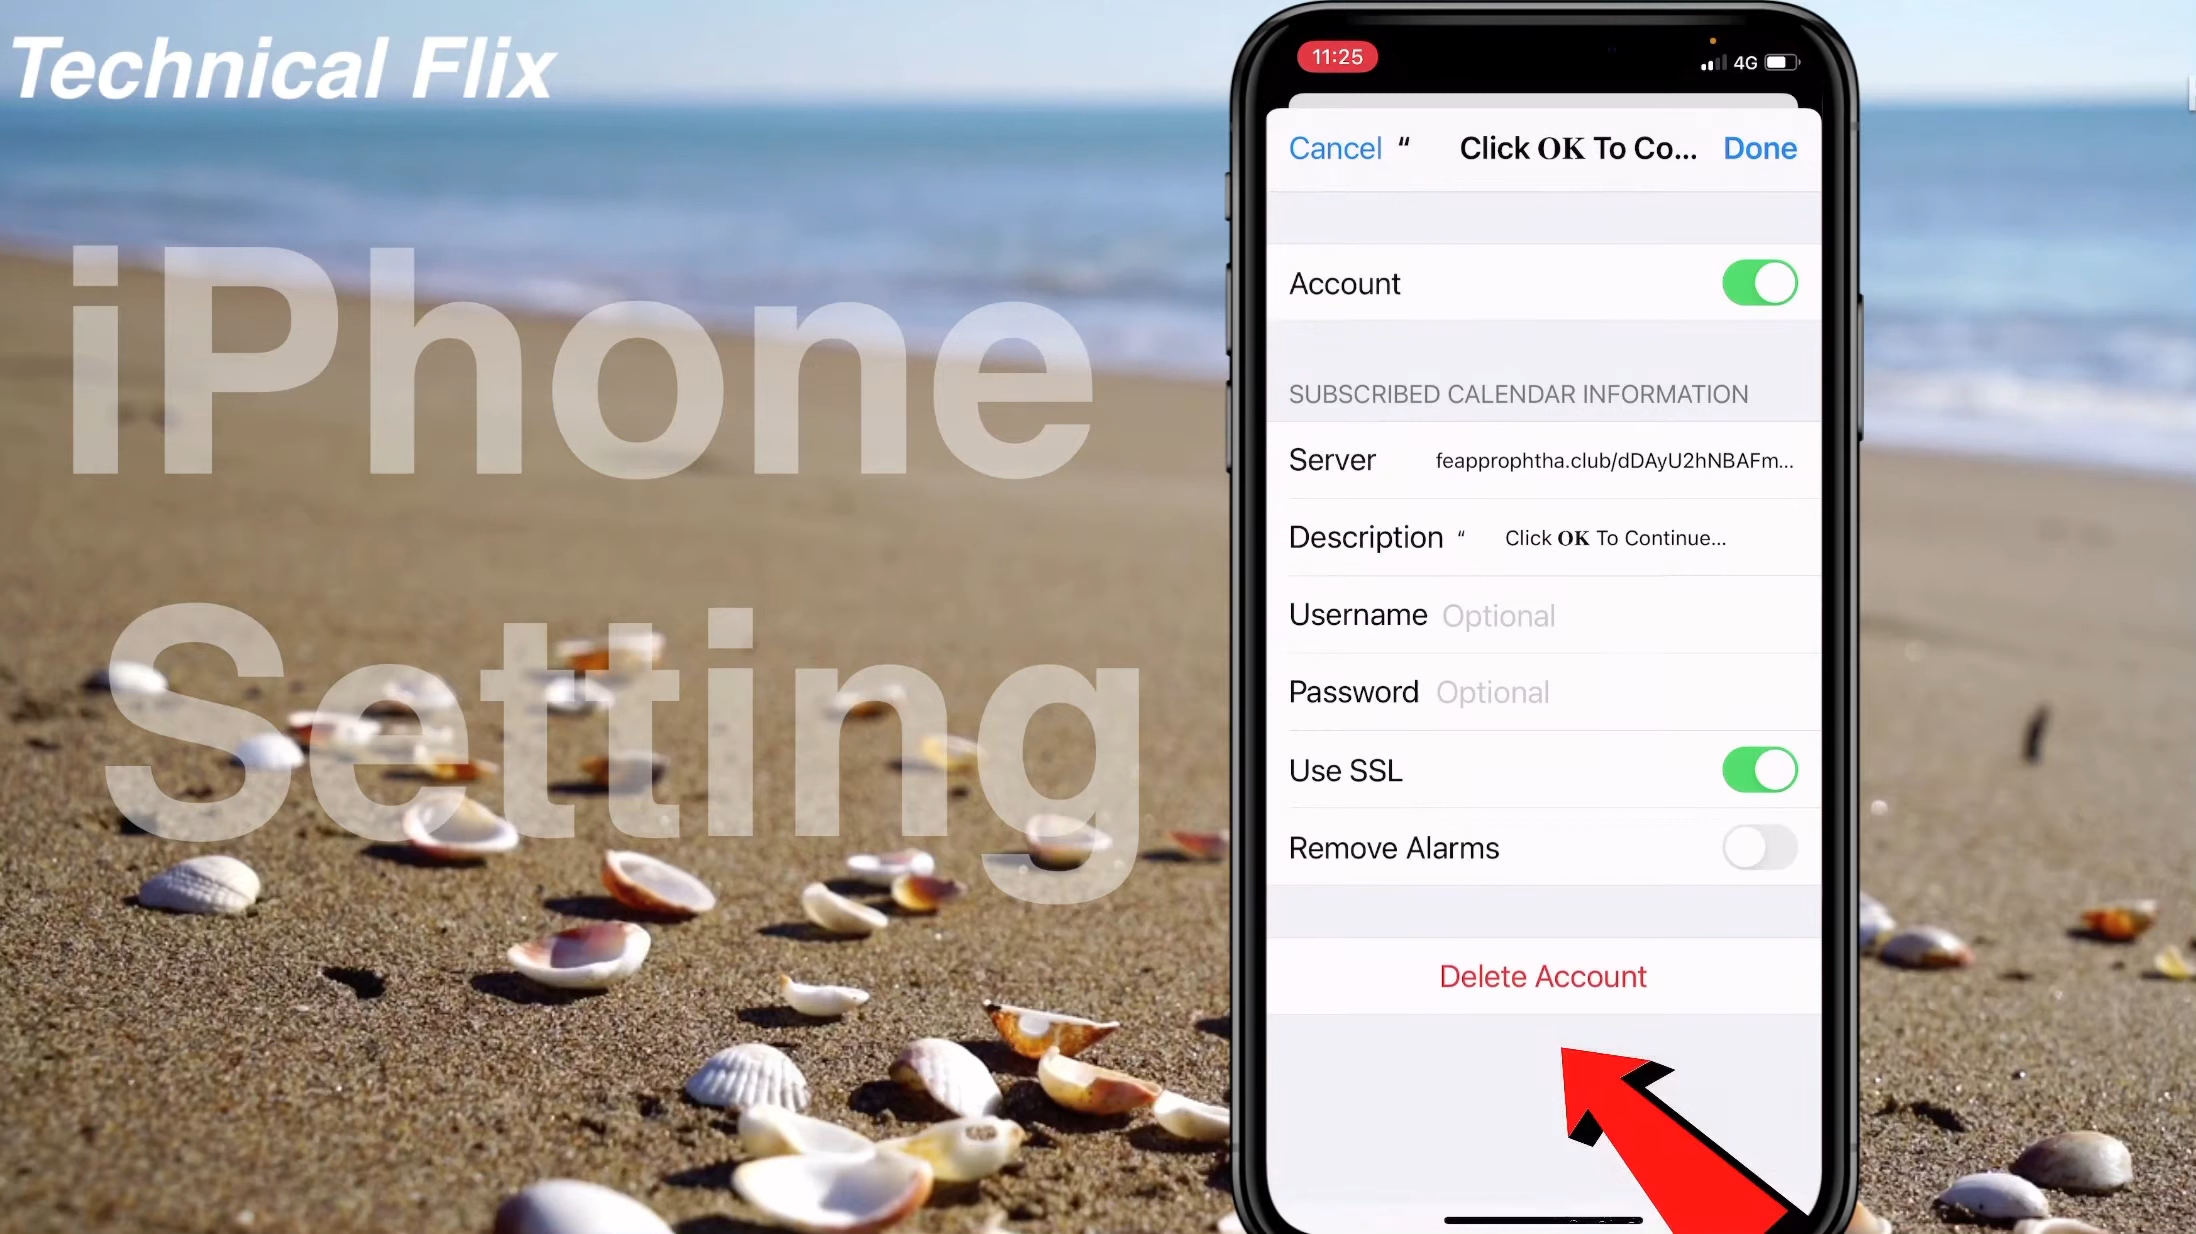 Technical Flix
iPhone
Setting
11:25
4G
Cancel “ Click OK To Co... Done
Account
SUBSCRIBED CALENDAR INFORMATION
Server feapprophtha.club/dDAyU2hNBAFm...
Description “ Click OK To Continue...
Username Optional
Password Optional
Use SSL
Remove Alarms
Delete Account